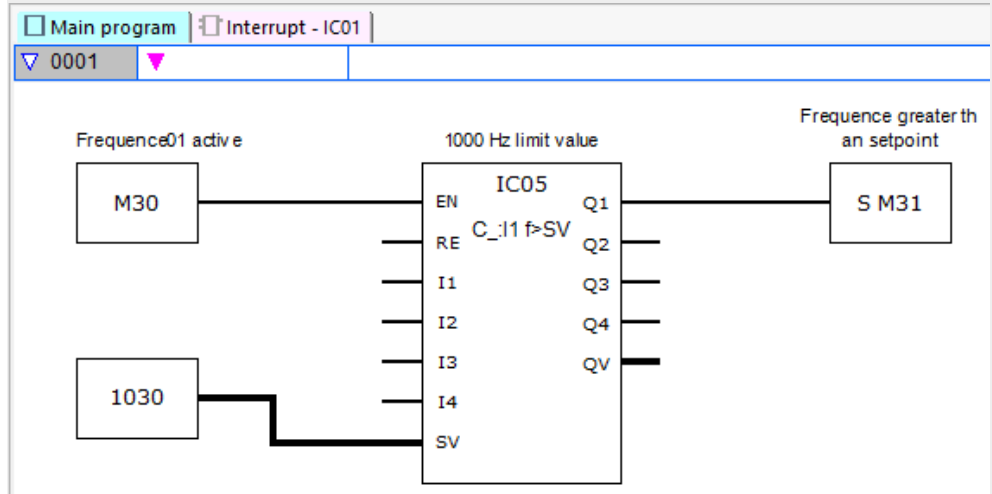 Main program
Interrupt - IC01
0001
Frequence greater th
an setpoint
Frequence01 active
1000 Hz limit value
IC05
C_:I1 f>SV
M30
EN
Q1
S M31
RE
Q2
I1
Q3
I2
Q4
I3
QV
1030
I4
SV